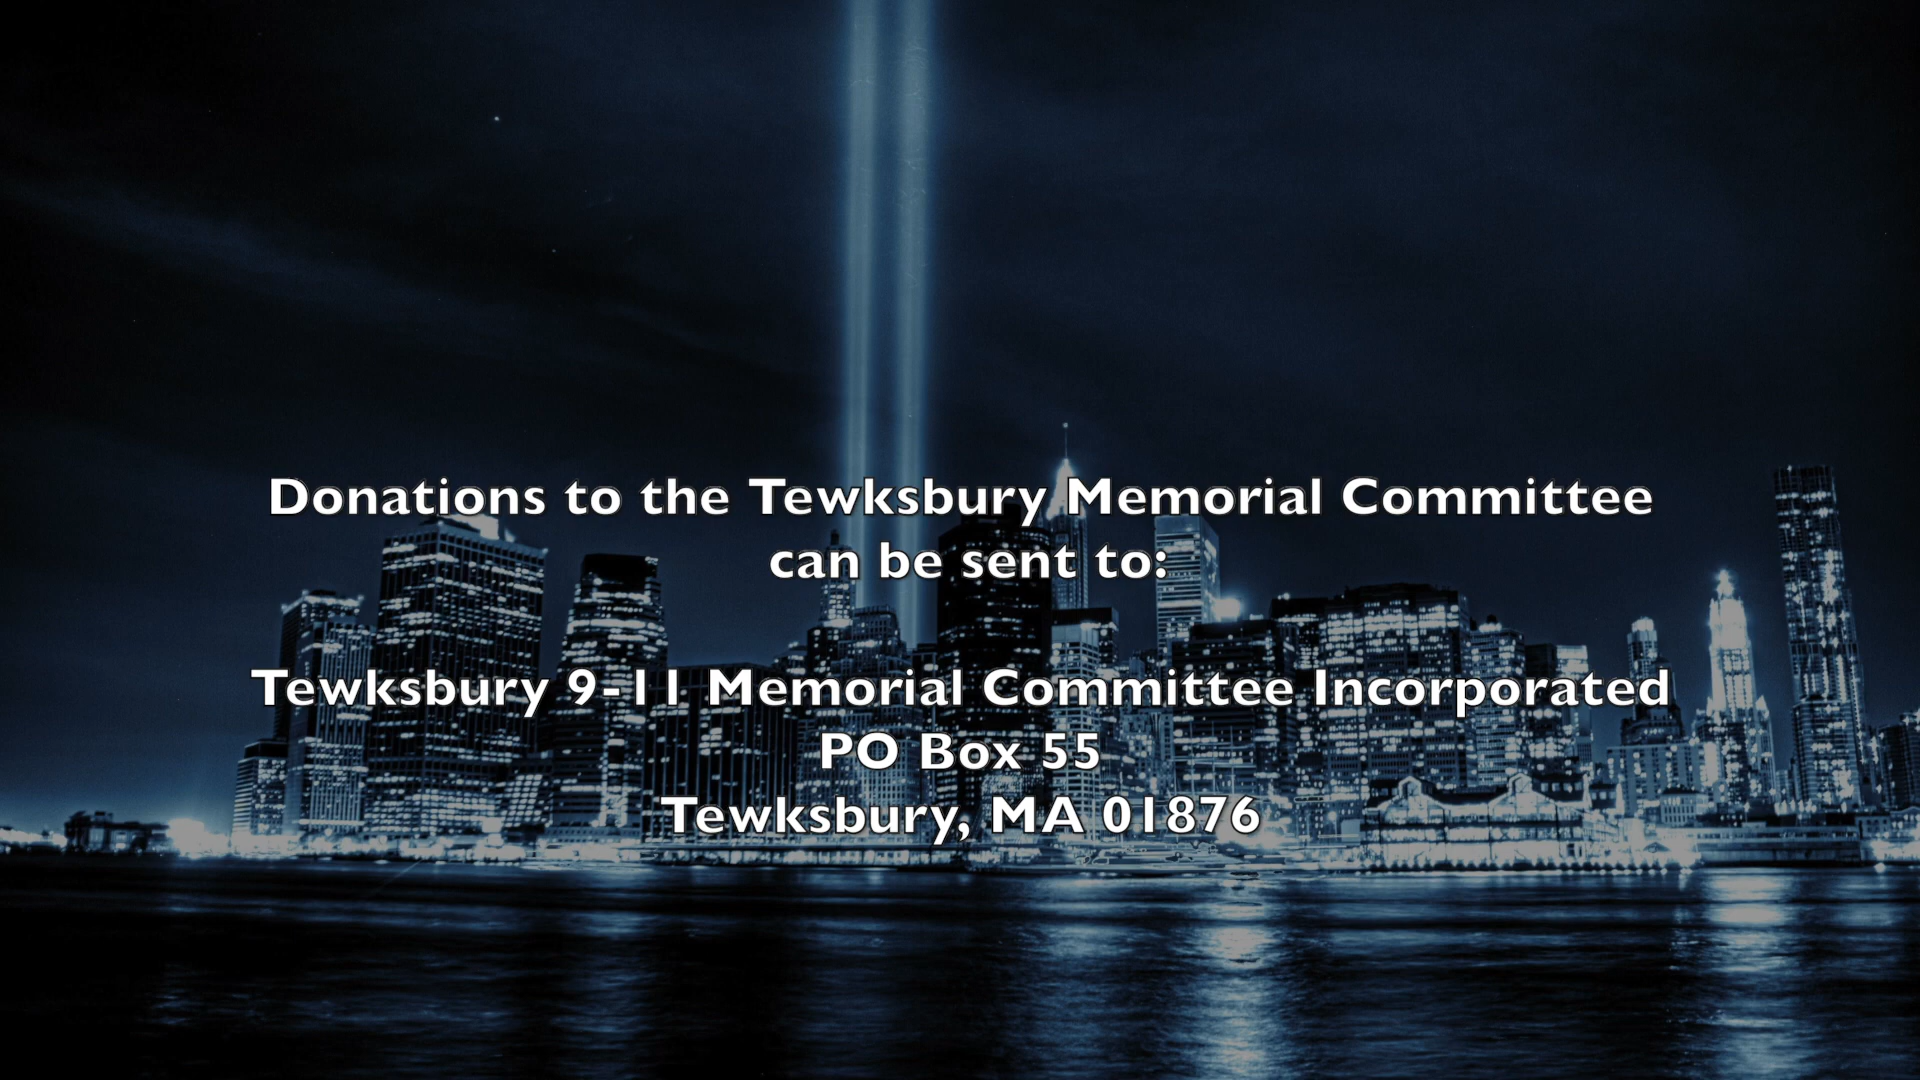 Donations to the Tewksbury Memorial Committee
can be sent to:
Tewksbury 9-11 Memorial Committee Incorporated
PO Box 55
Tewksbury, MA 01876